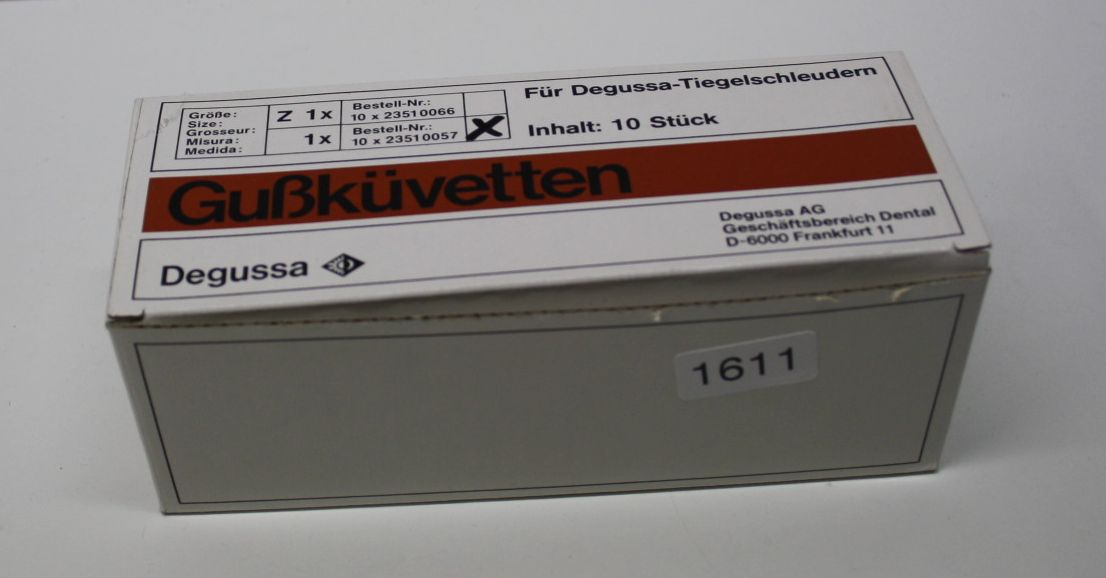 Größe:
Size:
Grosseur:
Misura:
Medida:
Z 1x
Bestell-Nr.:
10 x 23510066
1x
Bestell-Nr.:
10 x 23510057
X
Für Degussa-Tiegelschleudern
Inhalt: 10 Stück
Gußküvetten
Degussa
Degussa AG
Geschäftsbereich Dental
D-6000 Frankfurt 11
1611